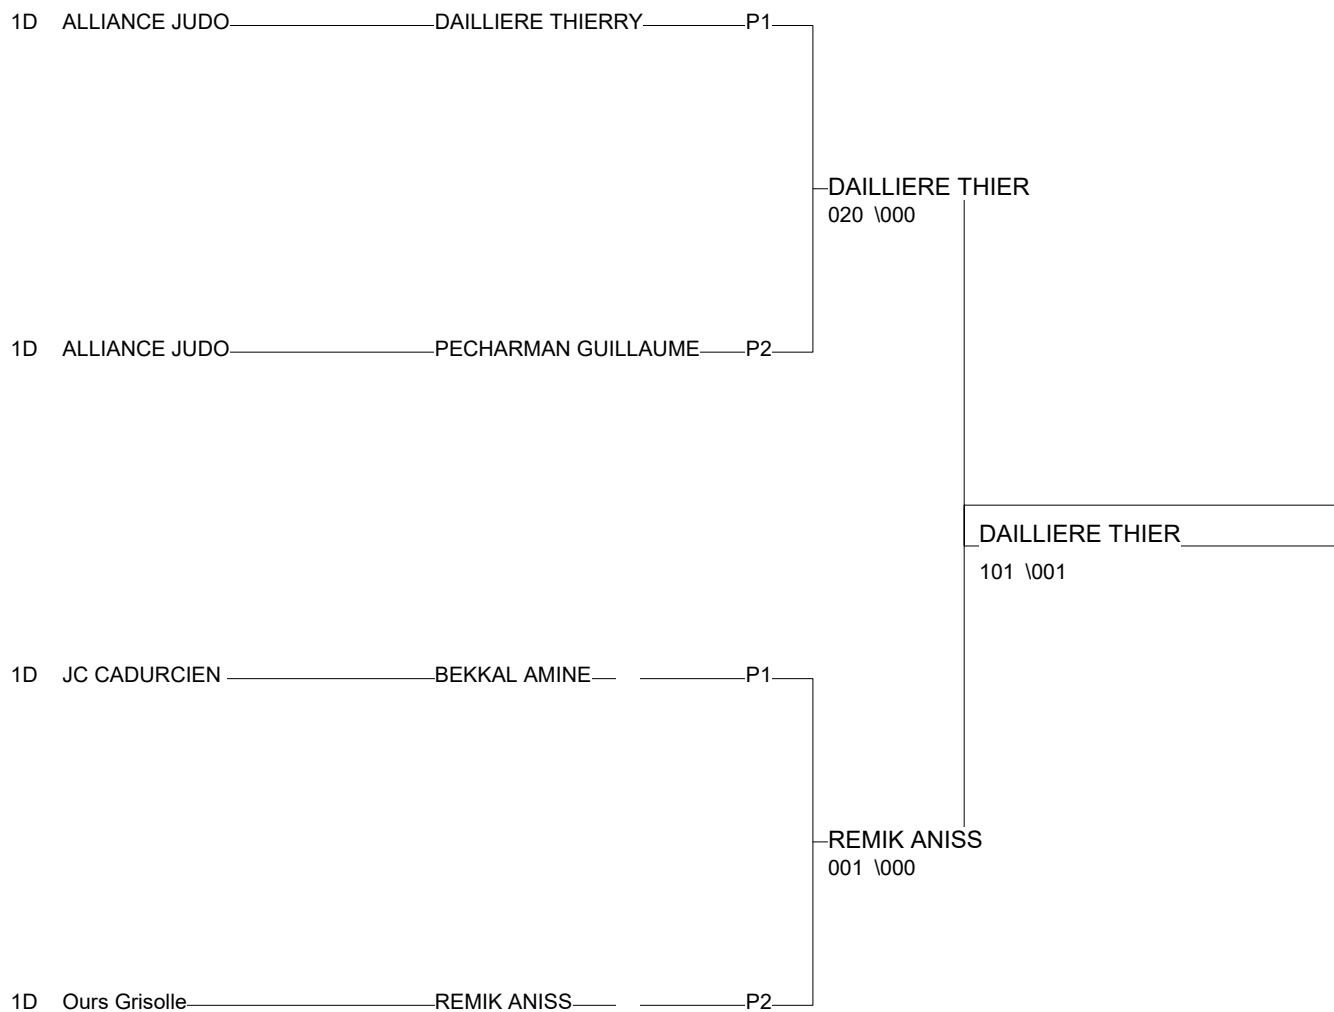 1D ALLIANCE JUDO DAILLIERE THIERRY P1
DAILLIERE THIER
020 \000
1D ALLIANCE JUDO PECHARMAN GUILLAUME P2
DAILLIERE THIER
101 \001
1D JC CADURCIEN BEKKAL AMINE P1
REMIK ANISS
001 \000
1D Ours Grisolle REMIK ANISS P2